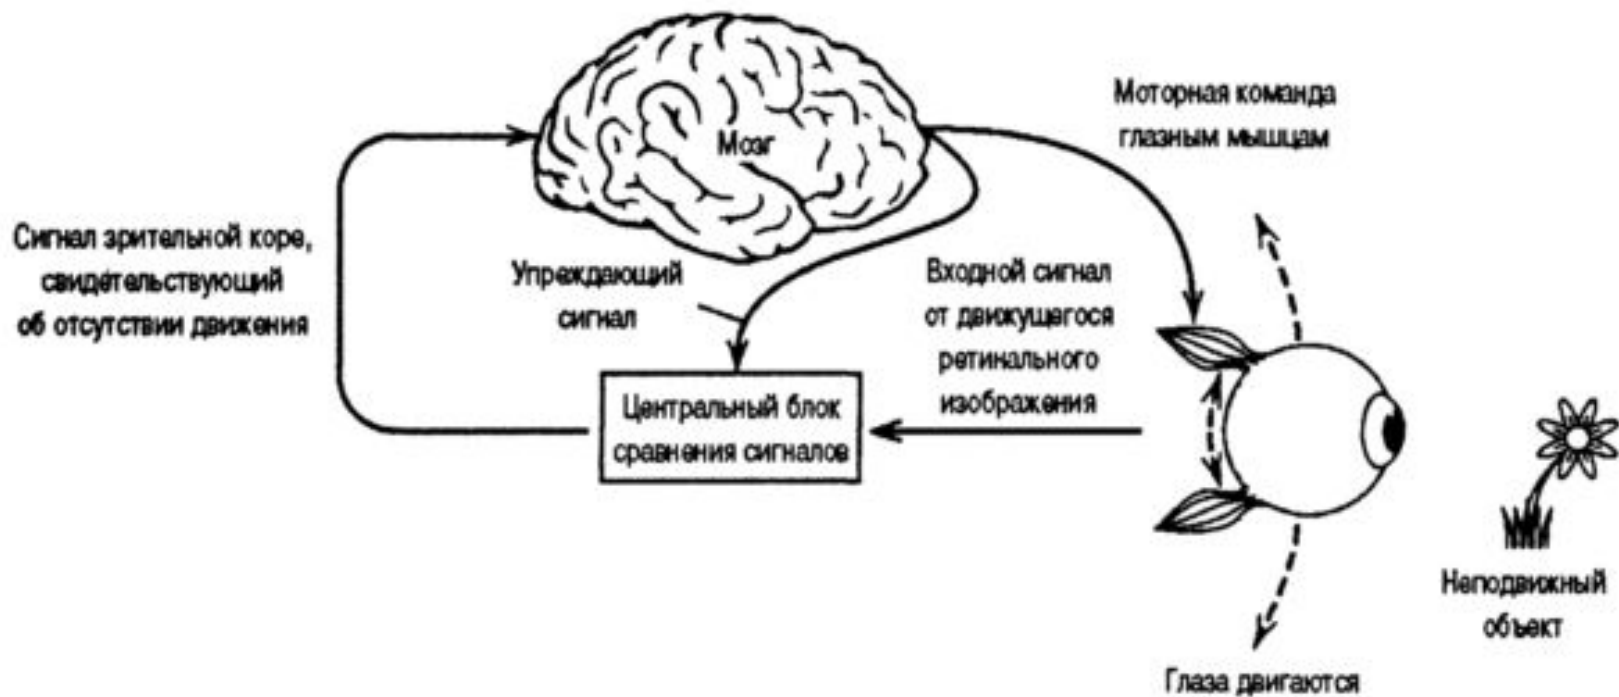 Мозг
Моторная команда
глазным мышцам
Сигнал зрительной коре,
свидетельствующий
об отсутствии движения
Упреждающий
сигнал
Входной сигнал
от движущегося
ретинального
изображения
Центральный блок
сравнения сигналов
Неподвижный
объект
Глаза двигаются